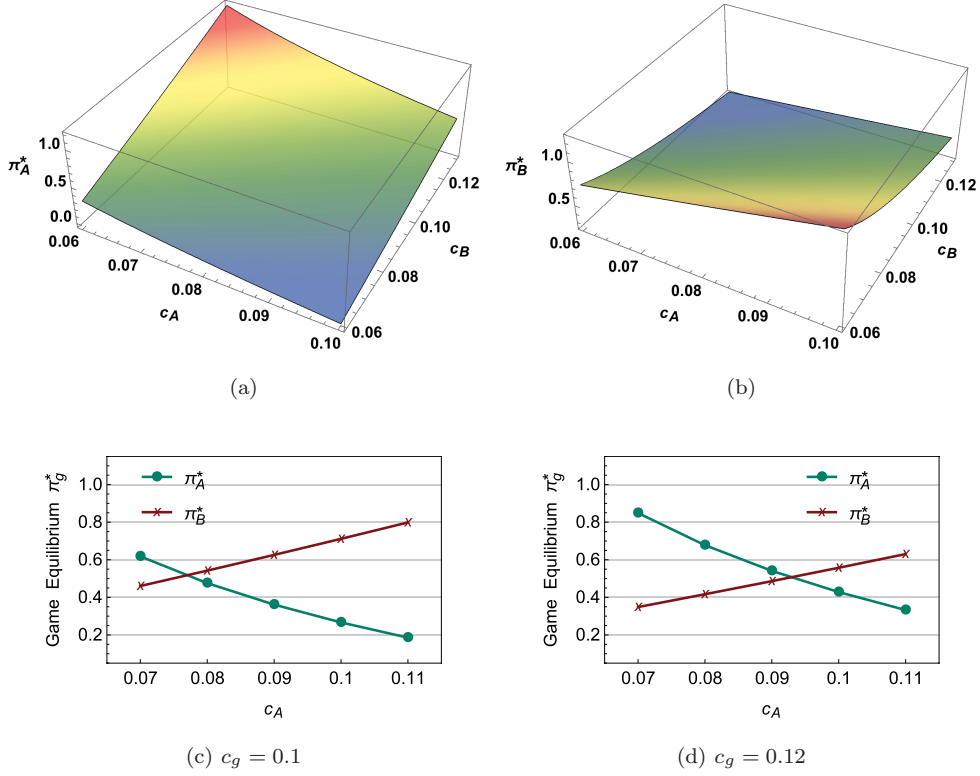 π*A
1.0
0.5
0.0
0.06
0.07
0.08
0.09
0.10
cA
0.06
0.08
0.10
0.12
cB
(a)
π*B
1.0
0.5
0.06
0.07
0.08
0.09
0.10
cA
0.06
0.08
0.10
0.12
cB
(b)
Game Equilibrium π*g
1.0
0.8
0.6
0.4
0.2
π*A
π*B
0.07 0.08 0.09 0.1 0.11
cA
(c) cg = 0.1
Game Equilibrium π*g
1.0
0.8
0.6
0.4
0.2
π*A
π*B
0.07 0.08 0.09 0.1 0.11
cA
(d) cg = 0.12